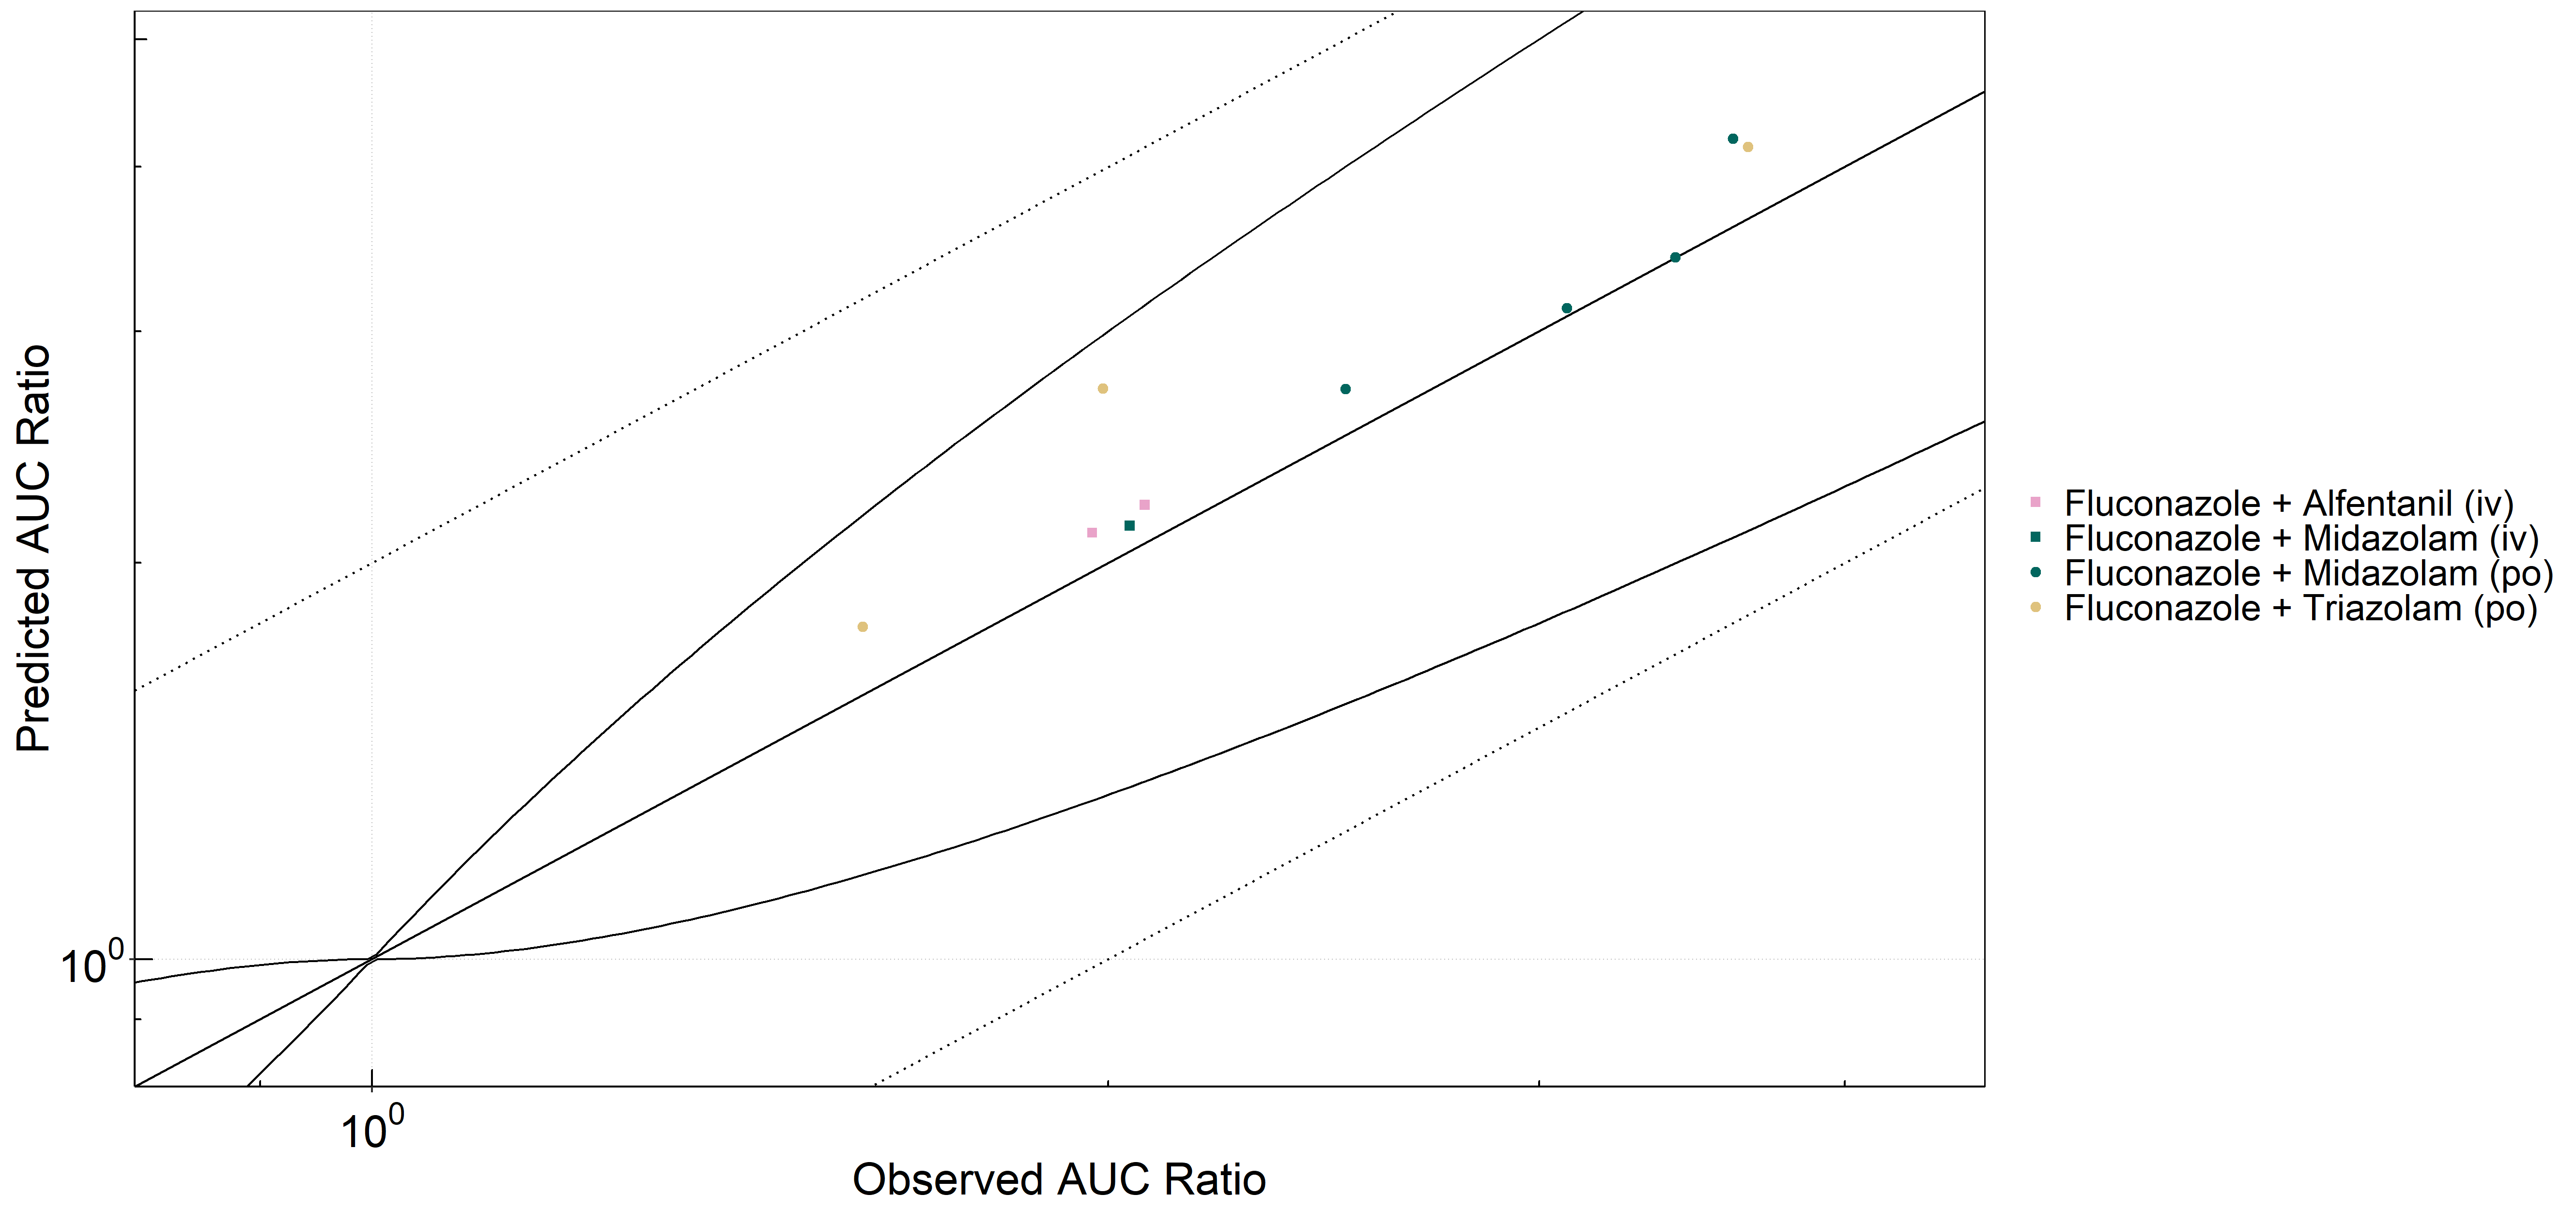 Predicted AUC Ratio
10⁰
10⁰
Observed AUC Ratio
Fluconazole + Alfentanil (iv)
Fluconazole + Midazolam (iv)
Fluconazole + Midazolam (po)
Fluconazole + Triazolam (po)